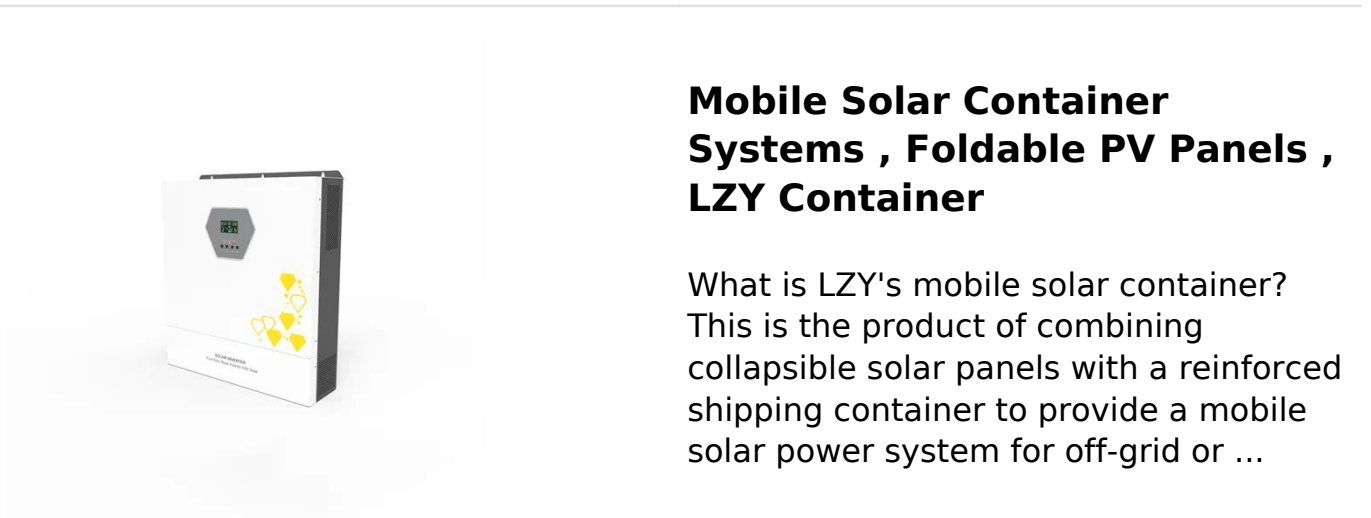 Mobile Solar Container
Systems , Foldable PV Panels ,
LZY Container
What is LZY's mobile solar container?
This is the product of combining
collapsible solar panels with a reinforced
shipping container to provide a mobile
solar power system for off-grid or ...
SOLAR INVERTER